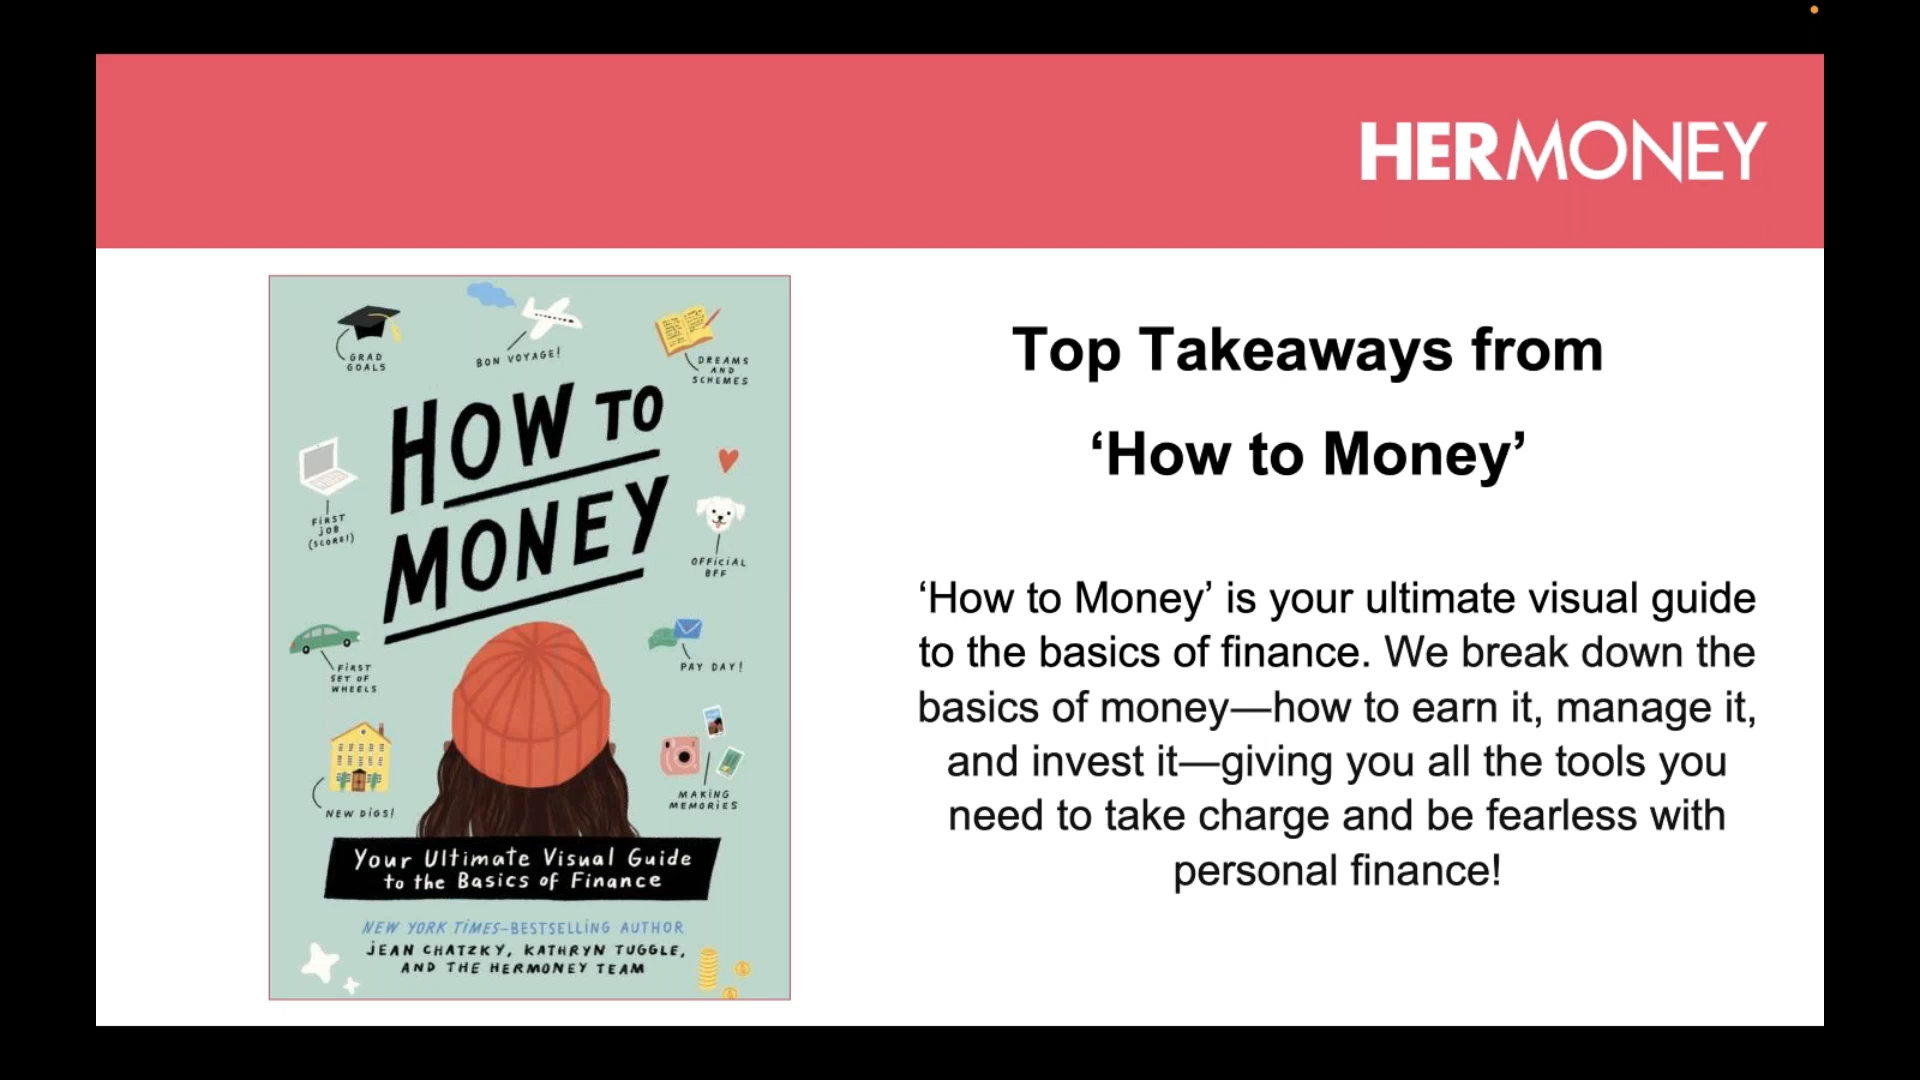 HERMONEY
GRAD
GOALS
BON VOYAGE!
DREAMS
AND
SCHEMES
HOW TO
MONEY
FIRST
JOB
(SCORE!)
OFFICIAL
BFF
FIRST
SET OF
WHEELS
PAY DAY!
NEW DIGS!
MAKING
MEMORIES
Your Ultimate Visual Guide
to the Basics of Finance
NEW YORK TIMES–BESTSELLING AUTHOR
JEAN CHATZKY, KATHRYN TUGGLE,
AND THE HERMONEY TEAM
Top Takeaways from
‘How to Money’
‘How to Money’ is your ultimate visual guide
to the basics of finance. We break down the
basics of money—how to earn it, manage it,
and invest it—giving you all the tools you
need to take charge and be fearless with
personal finance!